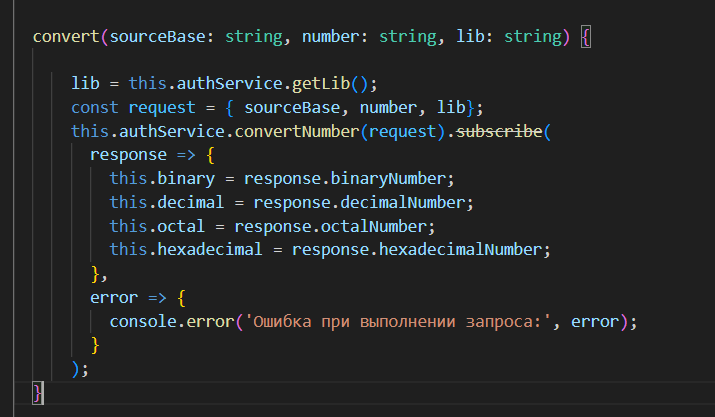 convert(sourceBase: string, number: string, lib: string) {
lib = this.authService.getLib();
const request = { sourceBase, number, lib};
this.authService.convertNumber(request).subscribe(
response => {
this.binary = response.binaryNumber;
this.decimal = response.decimalNumber;
this.octal = response.octalNumber;
this.hexadecimal = response.hexadecimalNumber;
},
error => {
console.error('Ошибка при выполнении запроса:', error);
}
);
}